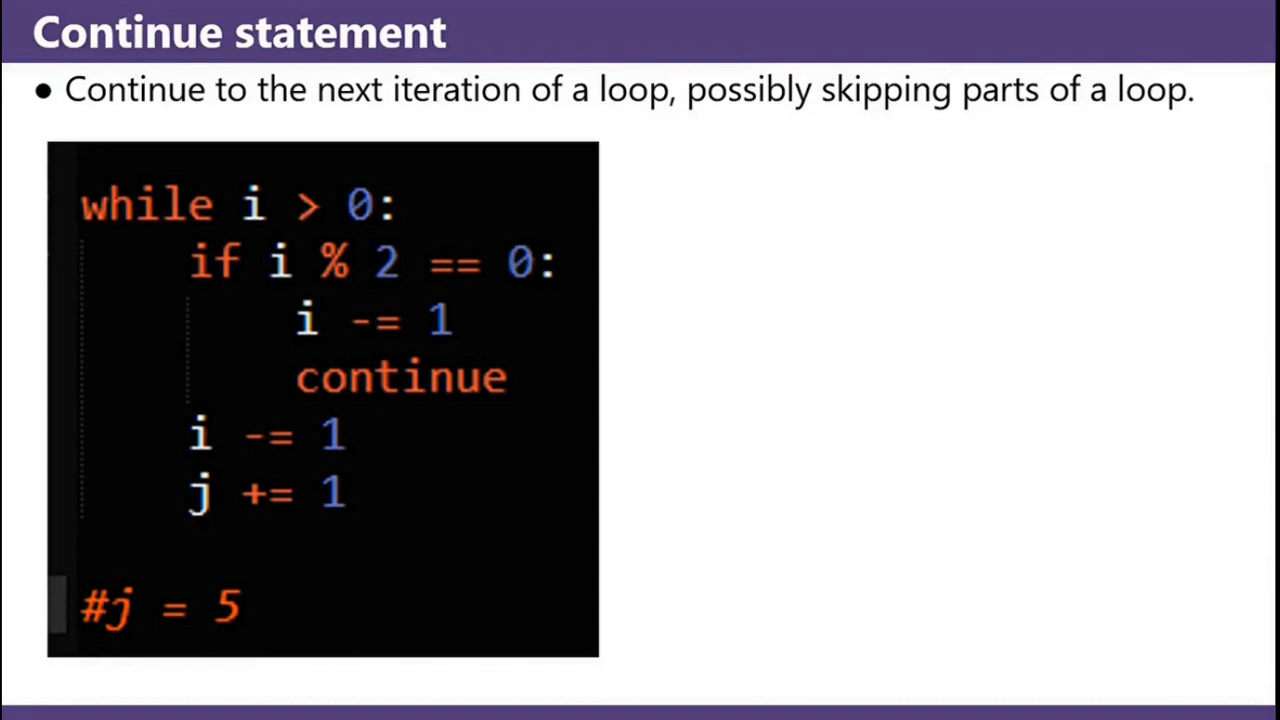 Continue statement
● Continue to the next iteration of a loop, possibly skipping parts of a loop.
while i > 0:
    if i % 2 == 0:
        i -= 1
        continue
    i -= 1
    j += 1
#j = 5